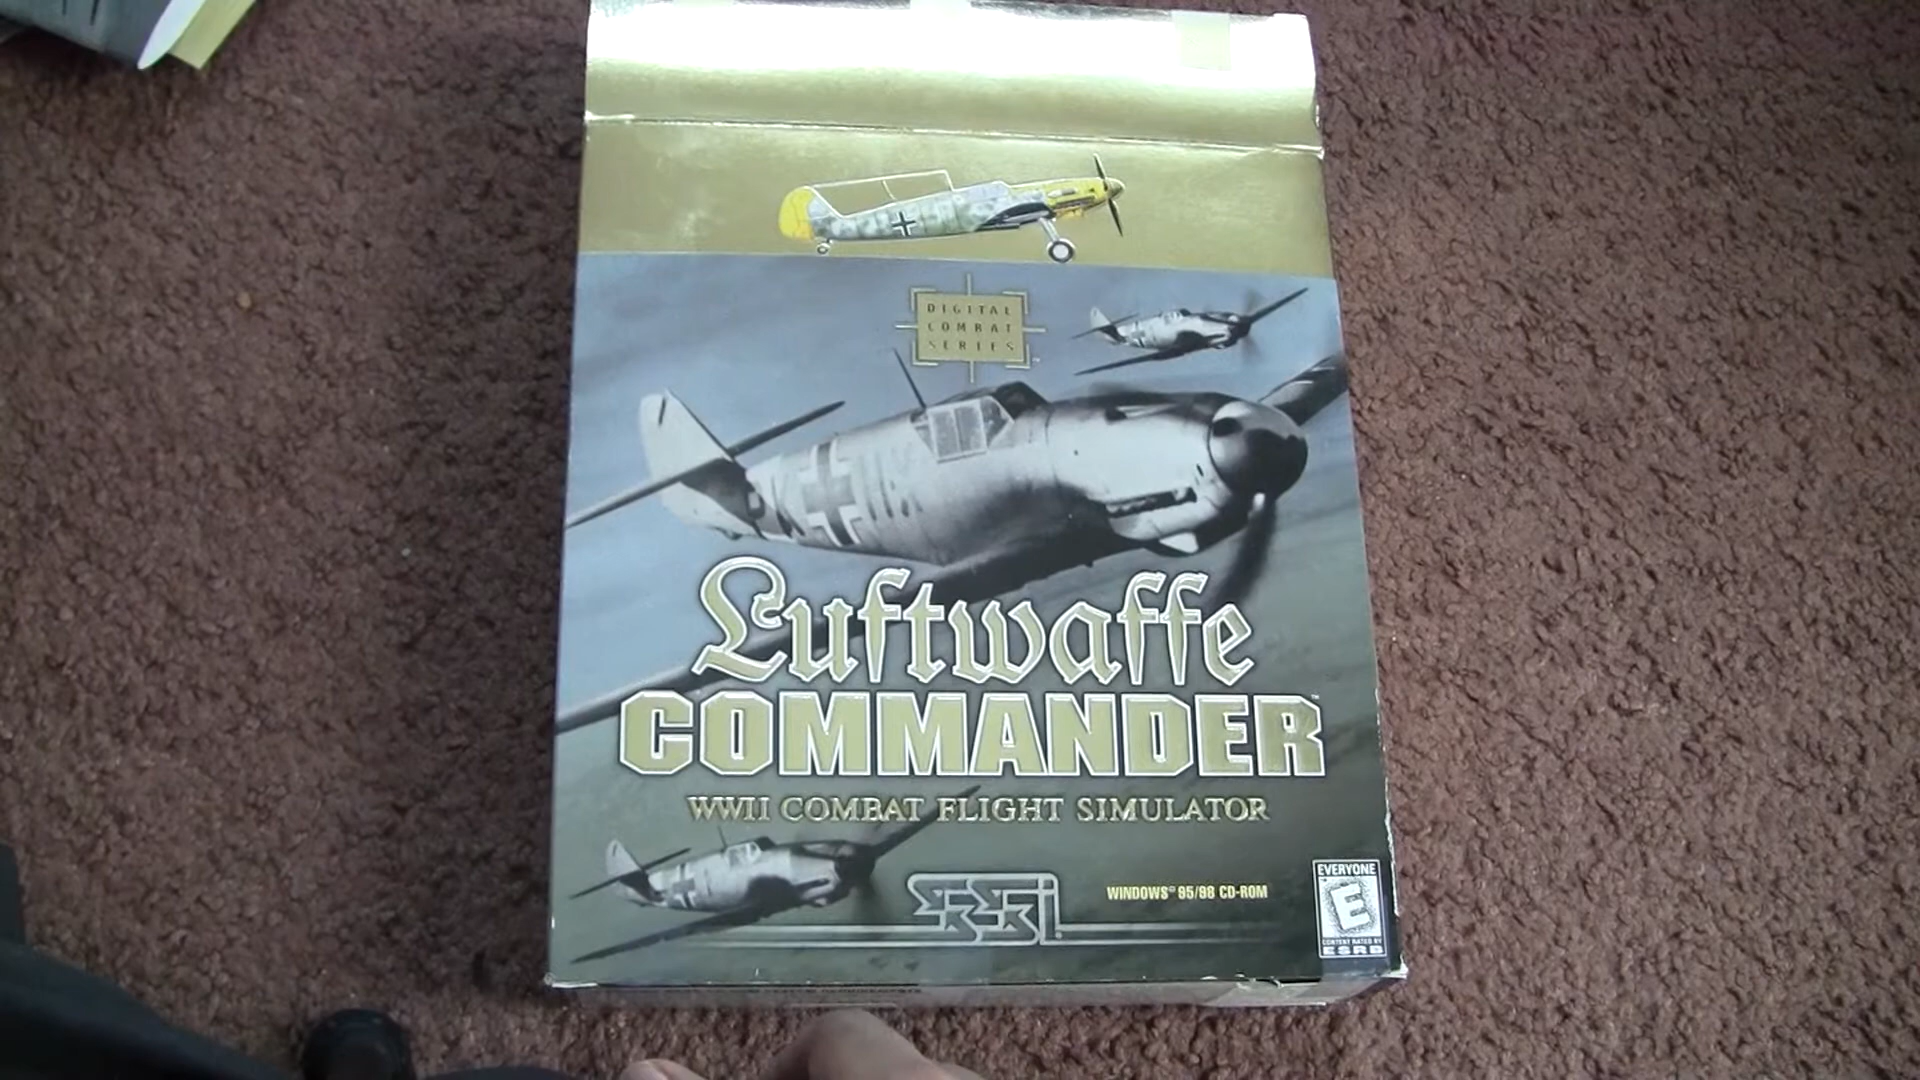 DIGITAL
COMBAT
SERIES
Luftwaffe
COMMANDER™
WWII COMBAT FLIGHT SIMULATOR
SSI
WINDOWS® 95/98 CD-ROM
EVERYONE
E
CONTENT RATED BY
ESRB